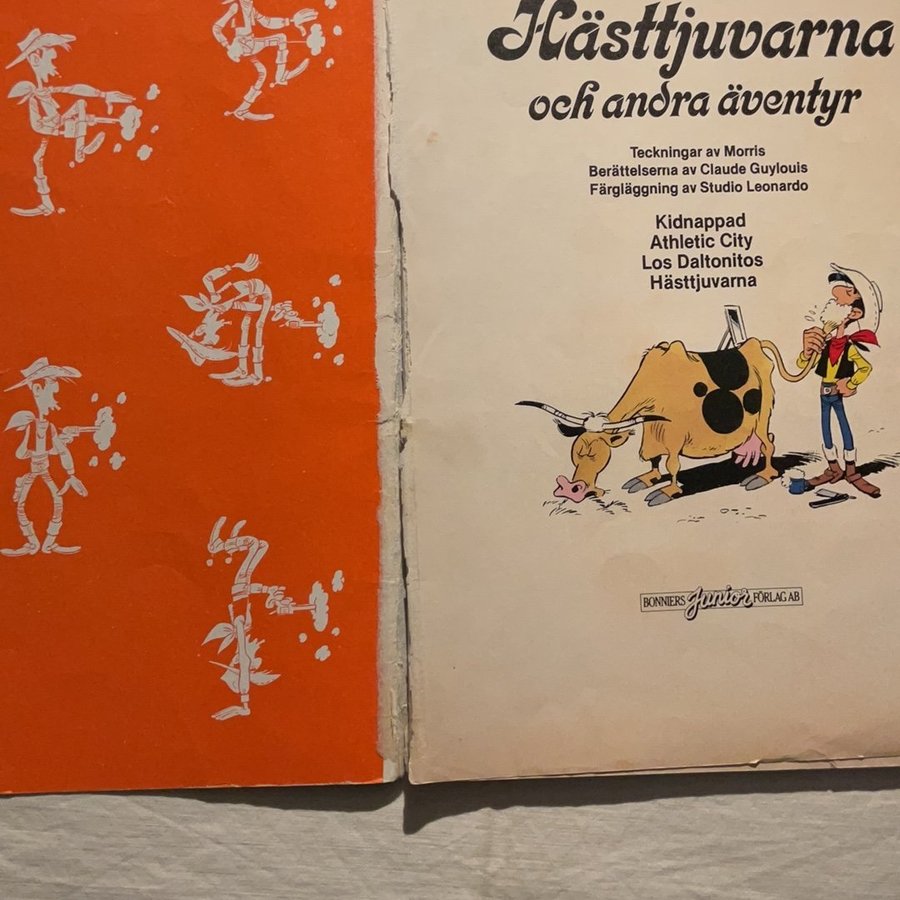 Hästtjuvarna
och andra äventyr
Teckningar av Morris
Berättelserna av Claude Guylouis
Färgläggning av Studio Leonardo
Kidnappad
Athletic City
Los Daltonitos
Hästtjuvarna
BONNIERS Junior FÖRLAG AB